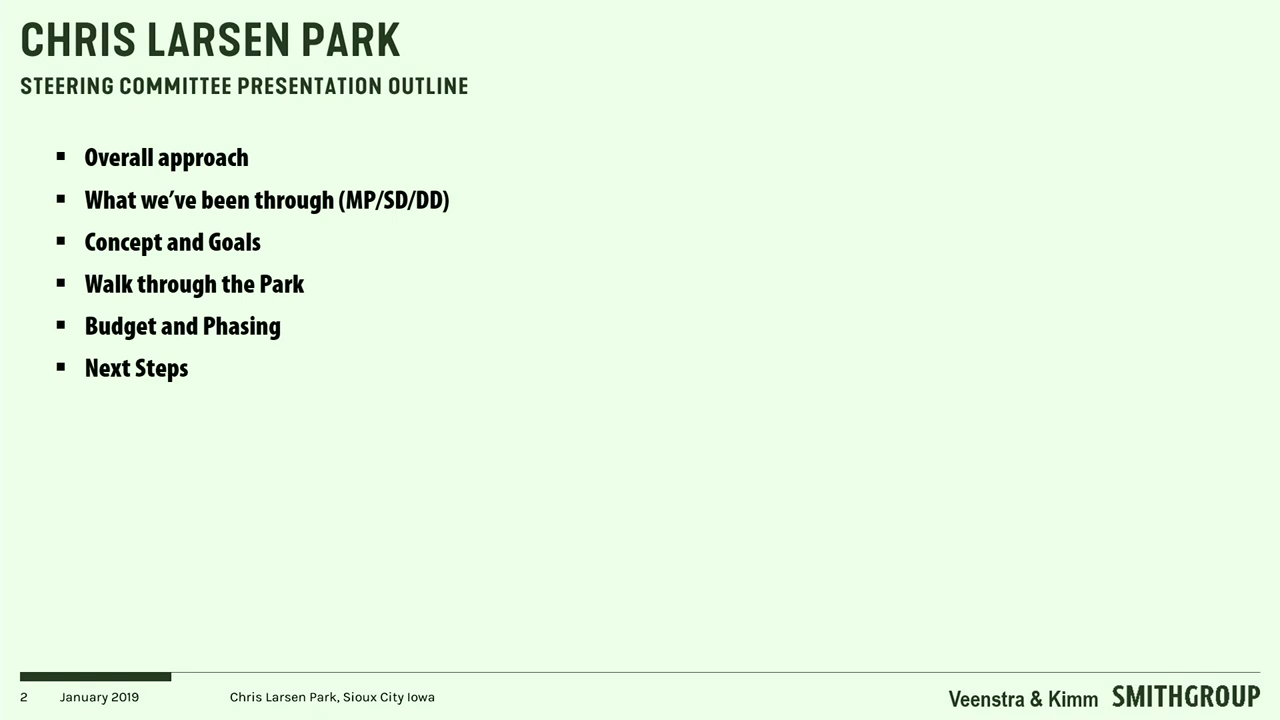 CHRIS LARSEN PARK
STEERING COMMITTEE PRESENTATION OUTLINE
▪ Overall approach
▪ What we’ve been through (MP/SD/DD)
▪ Concept and Goals
▪ Walk through the Park
▪ Budget and Phasing
▪ Next Steps
2 January 2019 Chris Larsen Park, Sioux City Iowa Veenstra & Kimm SMITHGROUP